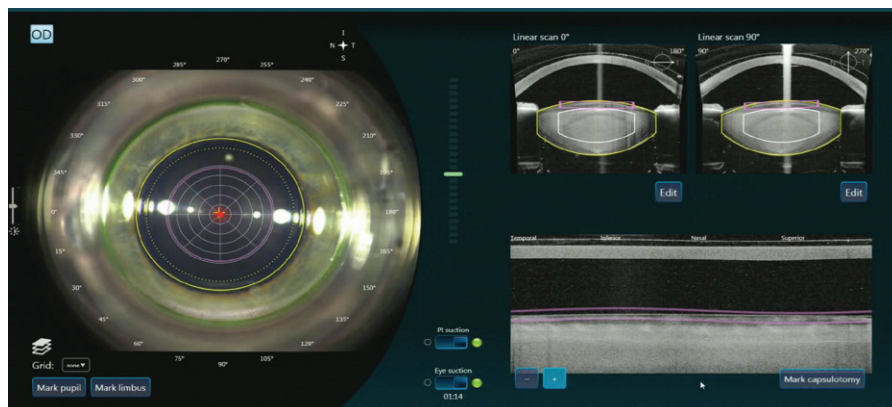 OD
I
N T
S
270°
285° 255°
300° 240°
315° 225°
330° 210°
345° 195°
0° 180°
15°
30° 150°
45° 135°
60° 120°
75° 105°
90°
Grid: none
Mark pupil Mark limbus
PI suction
Eye suction
01:14
Linear scan 0° Linear scan 90°
0° 180° 90° 270°
N T
Edit Edit
Temporal Inferior Nasal Superior
- +
Mark capsulotomy